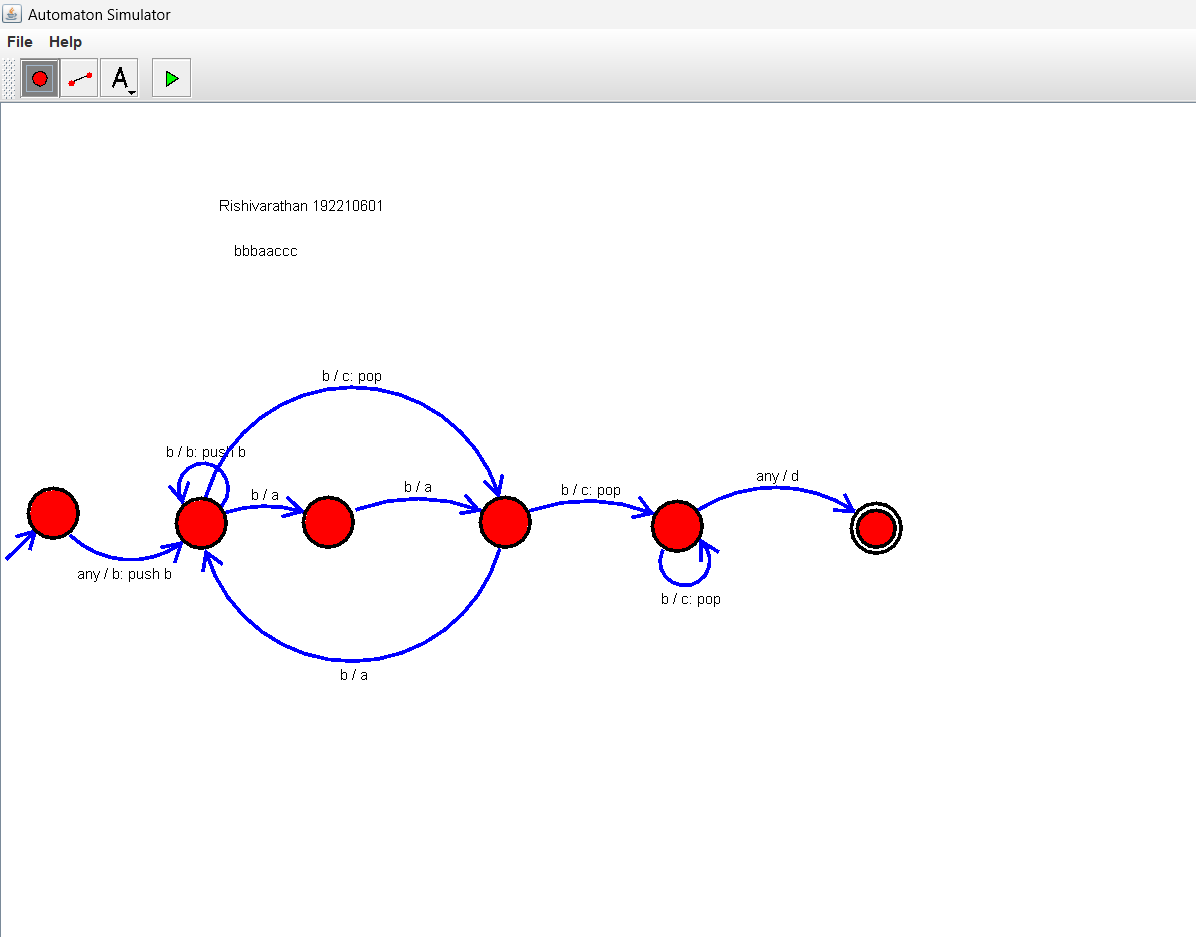 Automaton Simulator
File Help
A
Rishivarathan 192210601
bbbaaccc
b / c: pop
b / b: push b
b / a
b / a
b / c: pop
any / d
any / b: push b
b / c: pop
b / a